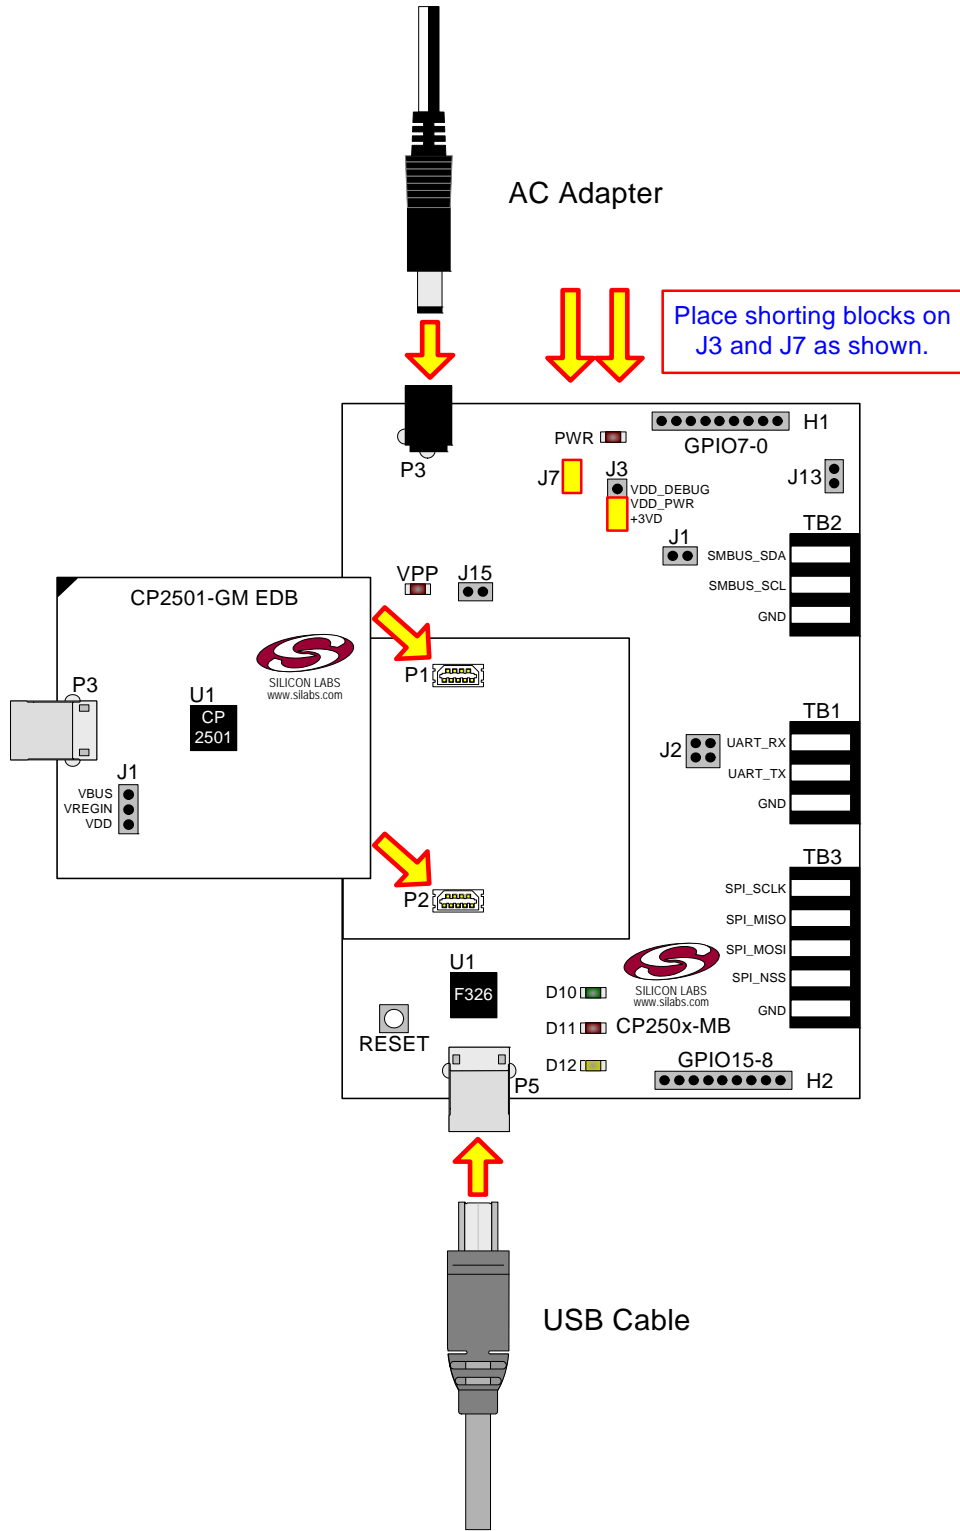 AC Adapter
Place shorting blocks on
J3 and J7 as shown.
H1
GPIO7-0
PWR
P3
J7
J3
VDD_DEBUG
VDD_PWR
+3VD
J13
TB2
J1
SMBUS_SDA
SMBUS_SCL
GND
VPP
J15
CP2501-GM EDB
SILICON LABS
www.silabs.com
P1
P3
U1
CP
2501
J1
VBUS
VREGIN
VDD
TB1
J2
UART_RX
UART_TX
GND
P2
TB3
SPI_SCLK
SPI_MISO
SPI_MOSI
SPI_NSS
GND
U1
F326
SILICON LABS
www.silabs.com
D10
D11
CP250x-MB
D12
RESET
GPIO15-8
H2
P5
USB Cable